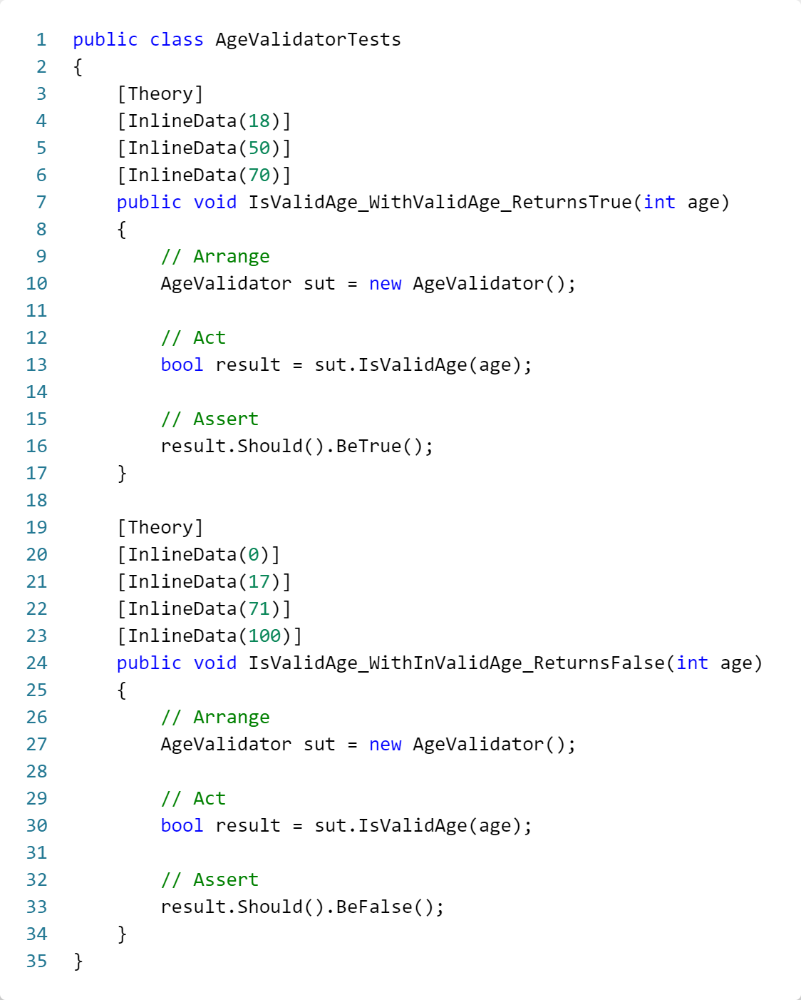 1 public class AgeValidatorTests
2 {
3     [Theory]
4     [InlineData(18)]
5     [InlineData(50)]
6     [InlineData(70)]
7     public void IsValidAge_WithValidAge_ReturnsTrue(int age)
8     {
9         // Arrange
10         AgeValidator sut = new AgeValidator();
11
12         // Act
13         bool result = sut.IsValidAge(age);
14
15         // Assert
16         result.Should().BeTrue();
17     }
18
19     [Theory]
20     [InlineData(0)]
21     [InlineData(17)]
22     [InlineData(71)]
23     [InlineData(100)]
24     public void IsValidAge_WithInValidAge_ReturnsFalse(int age)
25     {
26         // Arrange
27         AgeValidator sut = new AgeValidator();
28
29         // Act
30         bool result = sut.IsValidAge(age);
31
32         // Assert
33         result.Should().BeFalse();
34     }
35 }